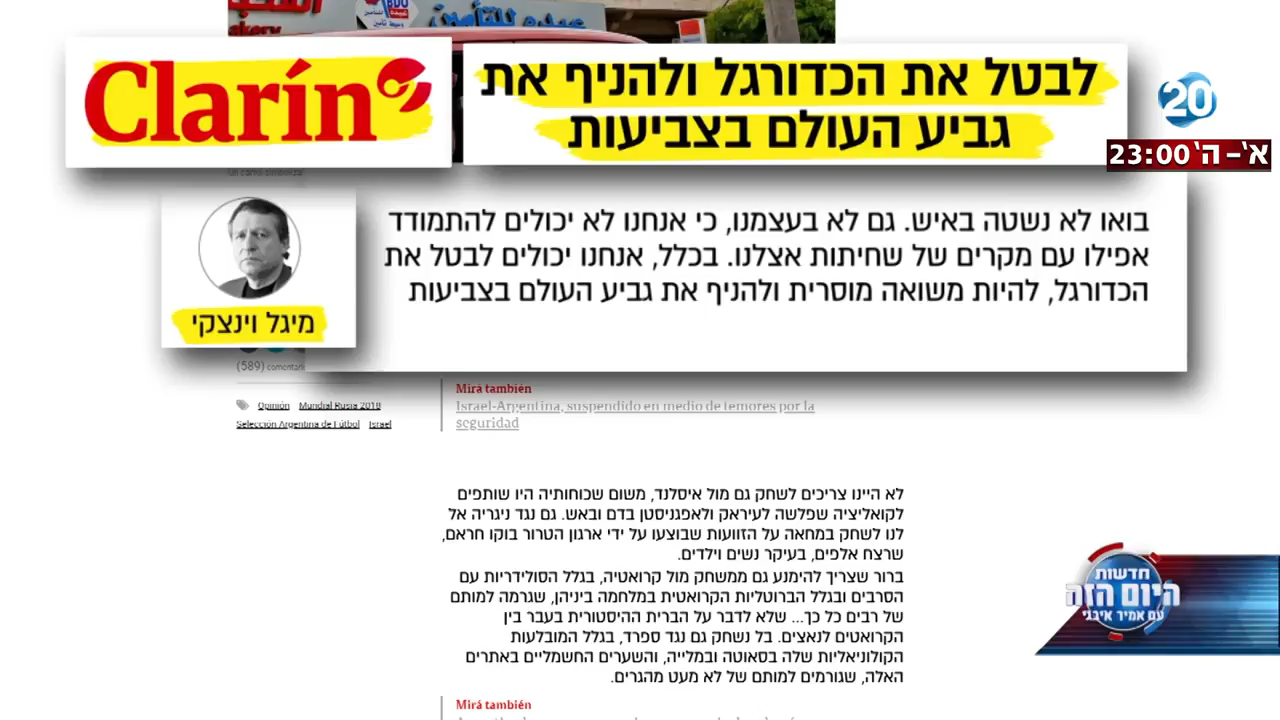 akery
BDO
عبيده للتأمين
Clarín
לבטל את הכדורגל ולהניף את
גביע העולם בצביעות
20
א'-ה' 23:00
בואו לא נשטה באיש. גם לא בעצמנו, כי אנחנו לא יכולים להתמודד
אפילו עם מקרים של שחיתות אצלנו. בכלל, אנחנו יכולים לבטל את
הכדורגל, להיות משואה מוסרית ולהניף את גביע העולם בצביעות
מיגל וינצקי
(589)
Opinión Mundial Rusia 2018
Selección Argentina de Fútbol Israel
Mirá también
Israel-Argentina, suspendido en medio de temores por la
seguridad
לא היינו צריכים לשחק גם מול איסלנד, משום שכוחותיה היו שותפים
לקואליציה שפלשה לעיראק ולאפגניסטן בדם ובאש. גם נגד ניגריה אל
לנו לשחק במחאה על הזוועות שבוצעו על ידי ארגון הטרור בוקו חראם,
שרצח אלפים, בעיקר נשים וילדים.
ברור שצריך להימנע גם ממשחק מול קרואטיה, בגלל הסולידריות עם
הסרבים ובגלל הברוטליות הקרואטית במלחמה ביניהן, שגרמה למותם
של רבים כל כך... שלא לדבר על הברית ההיסטורית בעבר בין
הקרואטים לנאצים. בל נשחק גם נגד ספרד, בגלל המובלעות
הקולוניאליות שלה בסאוטה ובמלייה, והשערים החשמליים באתרים
האלה, שגורמים למותם של לא מעט מהגרים.
Mirá también
חדשות
היום הזה
עם אמיר איבגי